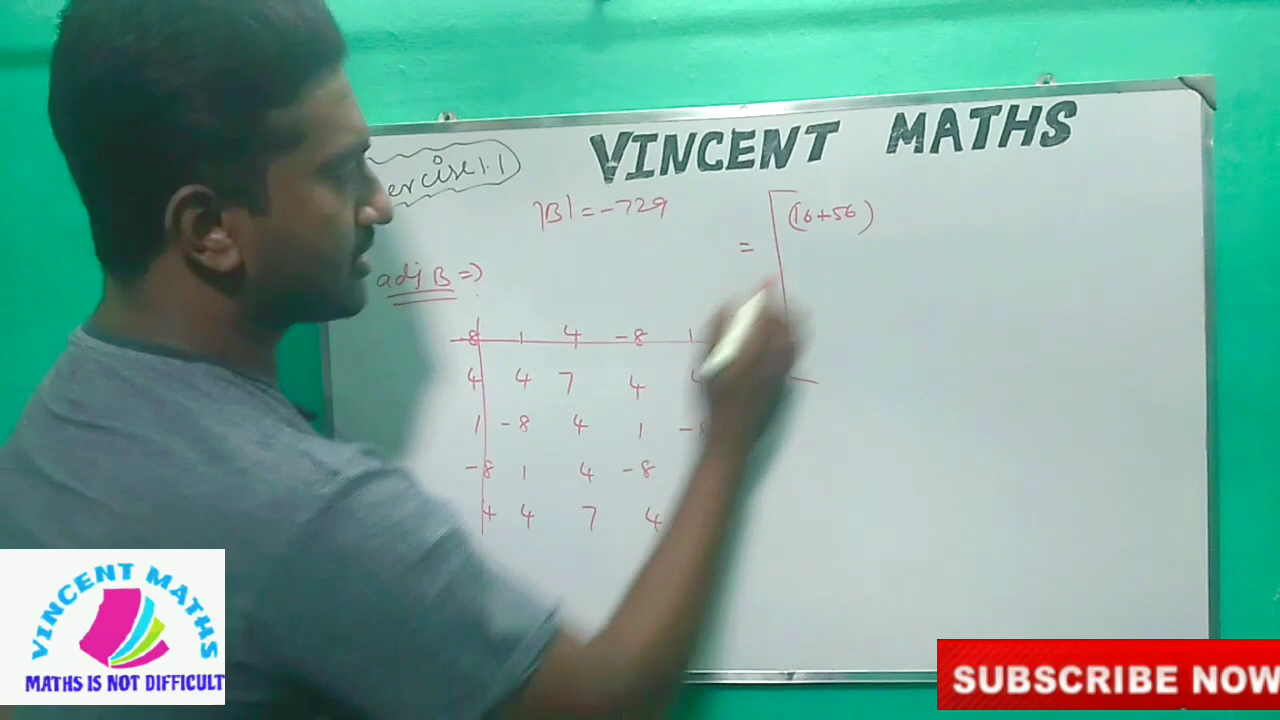 VINCENT MATHS
ercise 1.1
|B| = -729
= [(16+56)
adj B =>
-8 1 4 -8 1
4 4 7 4 4
1 -8 4 1 -8
-8 1 4 -8
4 4 7 4
VINCENT MATHS
MATHS IS NOT DIFFICULT
SUBSCRIBE NOW